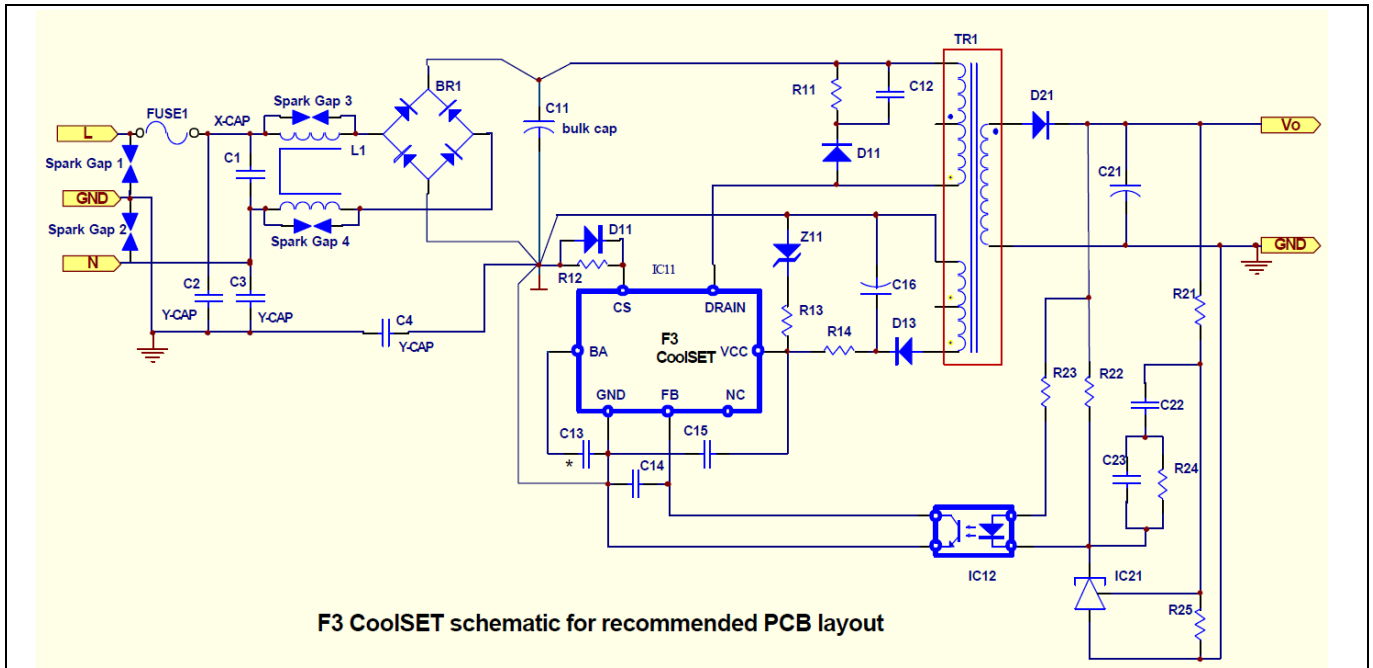 TR1
BR1
Spark Gap 3
FUSE1
X-CAP
C11
bulk cap
R11
C12
D21
L
L1
Vo
Spark Gap 1
C1
D11
C21
GND
Spark Gap 2
Spark Gap 4
D11
Z11
GND
N
R12
IC11
C2
C3
C16
Y-CAP
Y-CAP
CS
DRAIN
R13
R21
C4
Y-CAP
F3
CoolSET
R14
D13
BA
VCC
R23
R22
GND
FB
NC
C22
C13
C15
*
C14
C23
R24
IC12
IC21
R25
F3 CoolSET schematic for recommended PCB layout